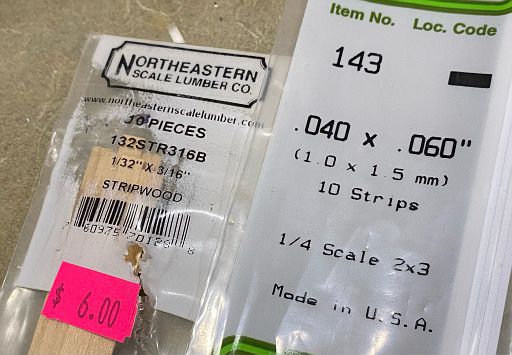 NORTHEASTERN
SCALE LUMBER CO.
www.northeasternscalelumber.com
10 PIECES
132STR316B
1/32" X 3/16"
STRIPWOOD
$ 6.00
Item No. Loc. Code
143
.040 x .060"
(1.0 x 1.5 mm)
10 Strips
1/4 Scale 2x3
Made in U.S.A.